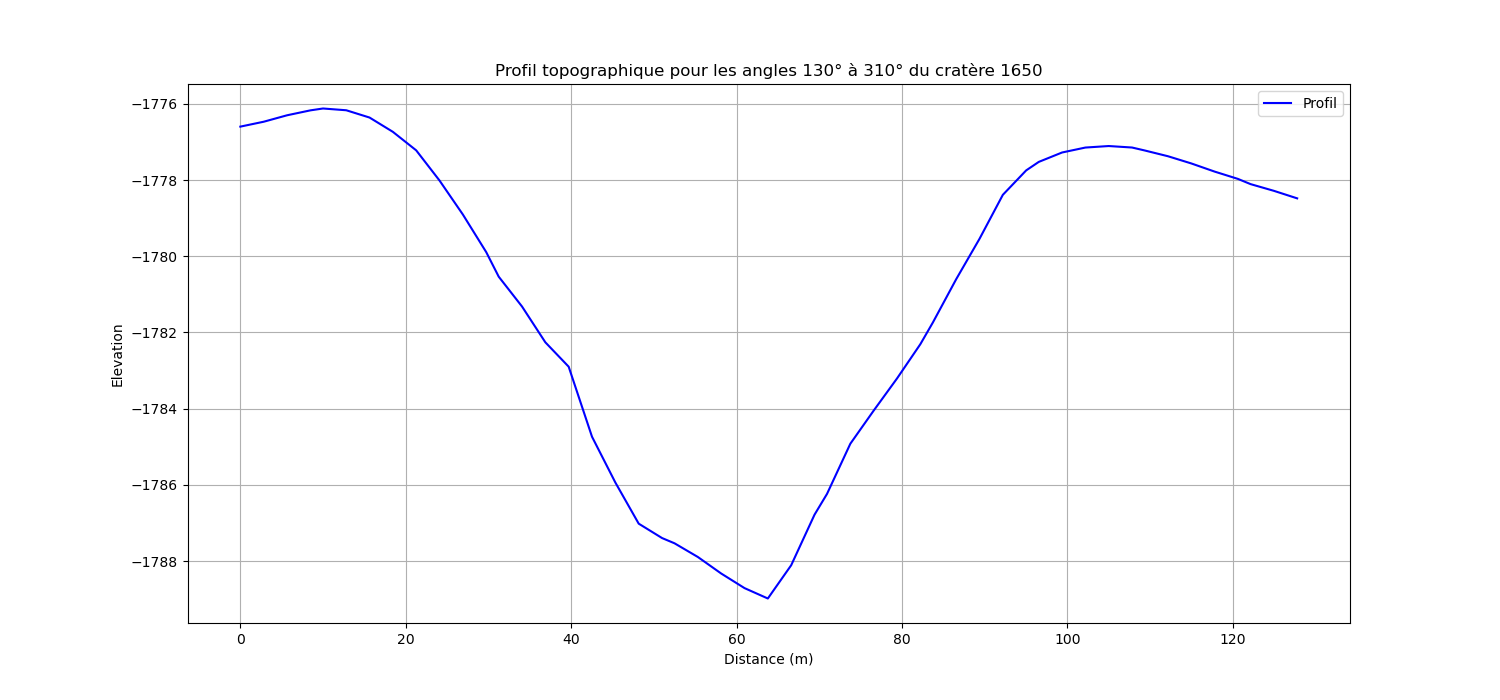 Profil topographique pour les angles 130° à 310° du cratère 1650
Profil
−1776
−1778
−1780
−1782
−1784
−1786
−1788
Elevation
0 20 40 60 80 100 120
Distance (m)